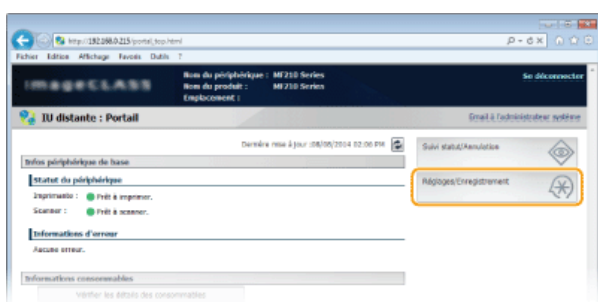 http://192.168.0.215/portal_top.html
Fichier Edition Affichage Favoris Outils ?
imageCLASS
Nom du périphérique : MF210 Series
Nom du produit : MF210 Series
Emplacement :
Se déconnecter
IU distante : Portail
Email à l'administrateur système
Dernière mise à jour :08/08/2014 02:06 PM
Suivi statut/Annulation
Infos périphérique de base
Réglages/Enregistrement
Statut du périphérique
Imprimante : Prêt à imprimer.
Scanner : Prêt à scanner.
Informations d'erreur
Aucune erreur.
Informations consommables
Vérifier les détails des consommables